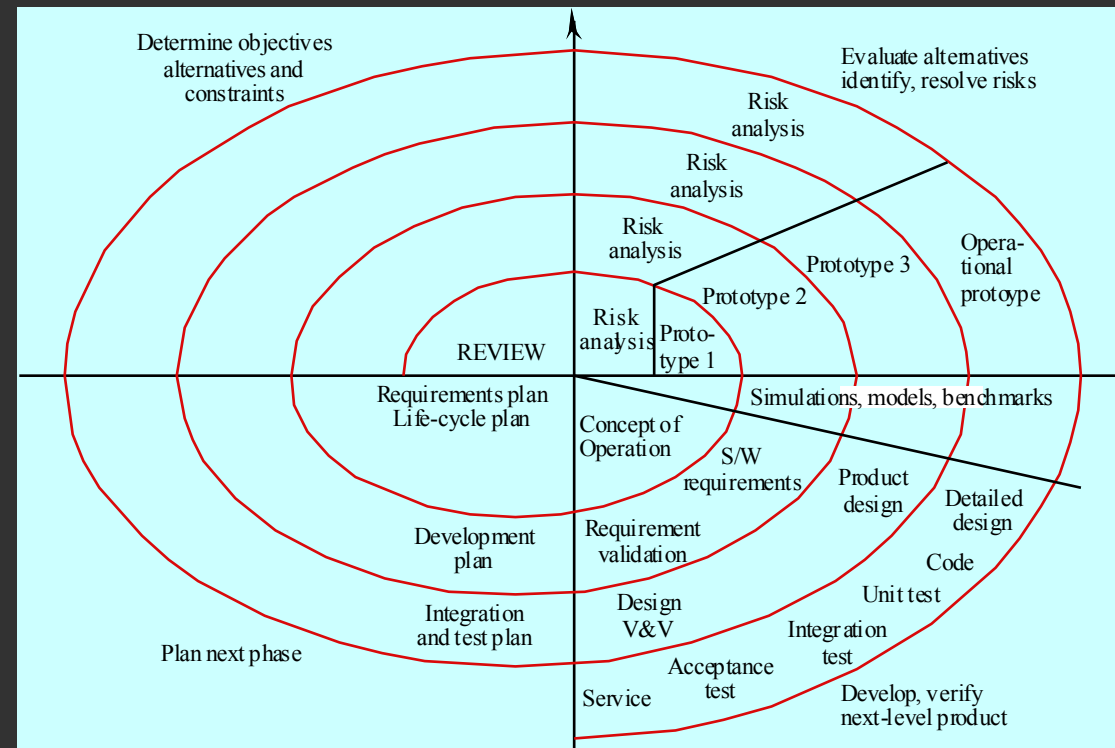 Determine objectives
alternatives and
constraints
Evaluate alternatives
identify, resolve risks
Risk
analysis
Risk
analysis
Risk
analysis
Risk
analysis
Opera-
tional
protoype
Prototype 3
Prototype 2
Proto-
type 1
REVIEW
Requirements plan
Life-cycle plan
Simulations, models, benchmarks
Concept of
Operation
S/W
requirements
Product
design
Detailed
design
Development
plan
Requirement
validation
Code
Unit test
Integration
and test plan
Design
V&V
Integration
test
Plan next phase
Acceptance
test
Service
Develop, verify
next-level product